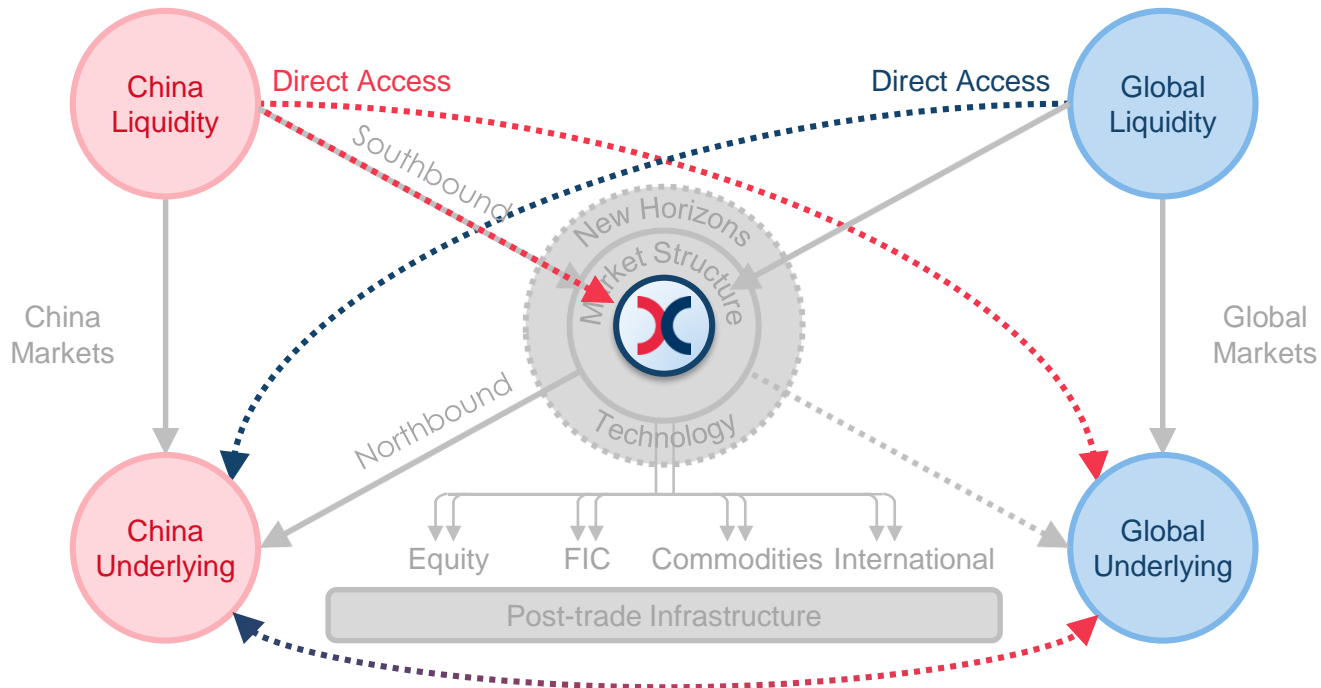 China
Liquidity
Direct Access
Direct Access
Global
Liquidity
Southbound
New Horizons
Market Structure
China
Markets
Global
Markets
Northbound
Technology
China
Underlying
Equity
FIC
Commodities
International
Global
Underlying
Post-trade Infrastructure